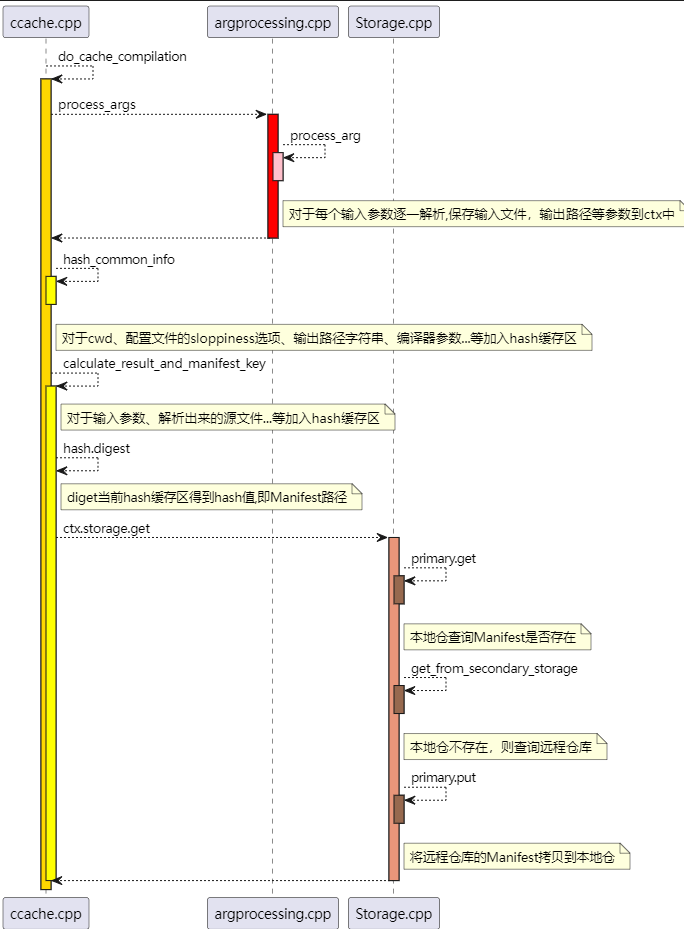 ccache.cpp
argprocessing.cpp
Storage.cpp
do_cache_compilation
process_args
process_arg
对于每个输入参数逐一解析,保存输入文件，输出路径等参数到ctx中
hash_common_info
对于cwd、配置文件的sloppiness选项、输出路径字符串、编译器参数...等加入hash缓存区
calculate_result_and_manifest_key
对于输入参数、解析出来的源文件...等加入hash缓存区
hash.digest
diget当前hash缓存区得到hash值,即Manifest路径
ctx.storage.get
primary.get
本地仓查询Manifest是否存在
get_from_secondary_storage
本地仓不存在，则查询远程仓库
primary.put
将远程仓库的Manifest拷贝到本地仓
ccache.cpp
argprocessing.cpp
Storage.cpp